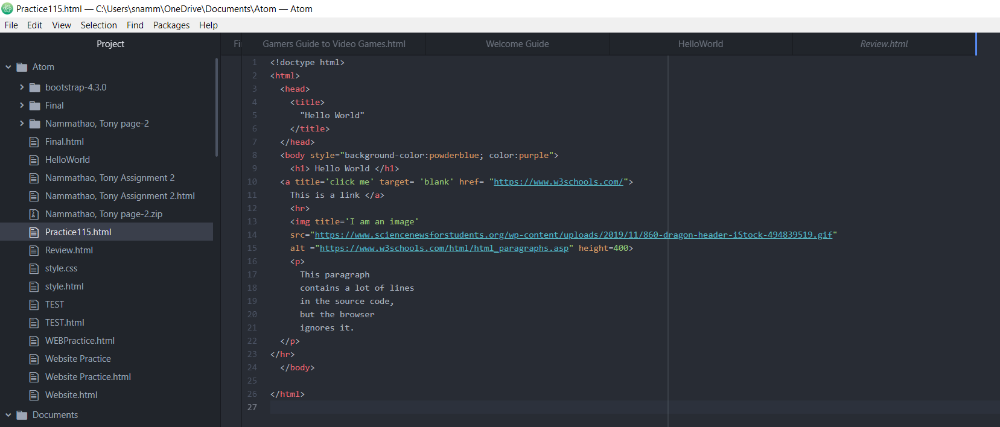 Practice115.html — C:\Users\snamm\OneDrive\Documents\Atom — Atom
File Edit View Selection Find Packages Help
Project
Atom
bootstrap-4.3.0
Final
Nammathao, Tony page-2
Final.html
HelloWorld
Nammathao, Tony Assignment 2
Nammathao, Tony Assignment 2.html
Nammathao, Tony page-2.zip
Practice115.html
Review.html
style.css
style.html
TEST
TEST.html
WEBPractice.html
Website Practice
Website Practice.html
Website.html
Documents
Gamers Guide to Video Games.html Welcome Guide HelloWorld Review.html
1 <!doctype html>
2 <html>
3 <head>
4 <title>
5 "Hello World"
6 </title>
7 </head>
8 <body style="background-color:powderblue; color:purple">
9 <h1> Hello World </h1>
10 <a title='click me' target= 'blank' href= "https://www.w3schools.com/">
11 This is a link </a>
12 <hr>
13 <img title='I am an image'
14 src="https://www.sciencenewsforstudents.org/wp-content/uploads/2019/11/860-dragon-header-iStock-494839519.gif"
15 alt ="https://www.w3schools.com/html/html_paragraphs.asp" height=400>
16 <p>
17 This paragraph
18 contains a lot of lines
19 in the source code,
20 but the browser
21 ignores it.
22 </p>
23 </hr>
24 </body>
25
26 </html>
27